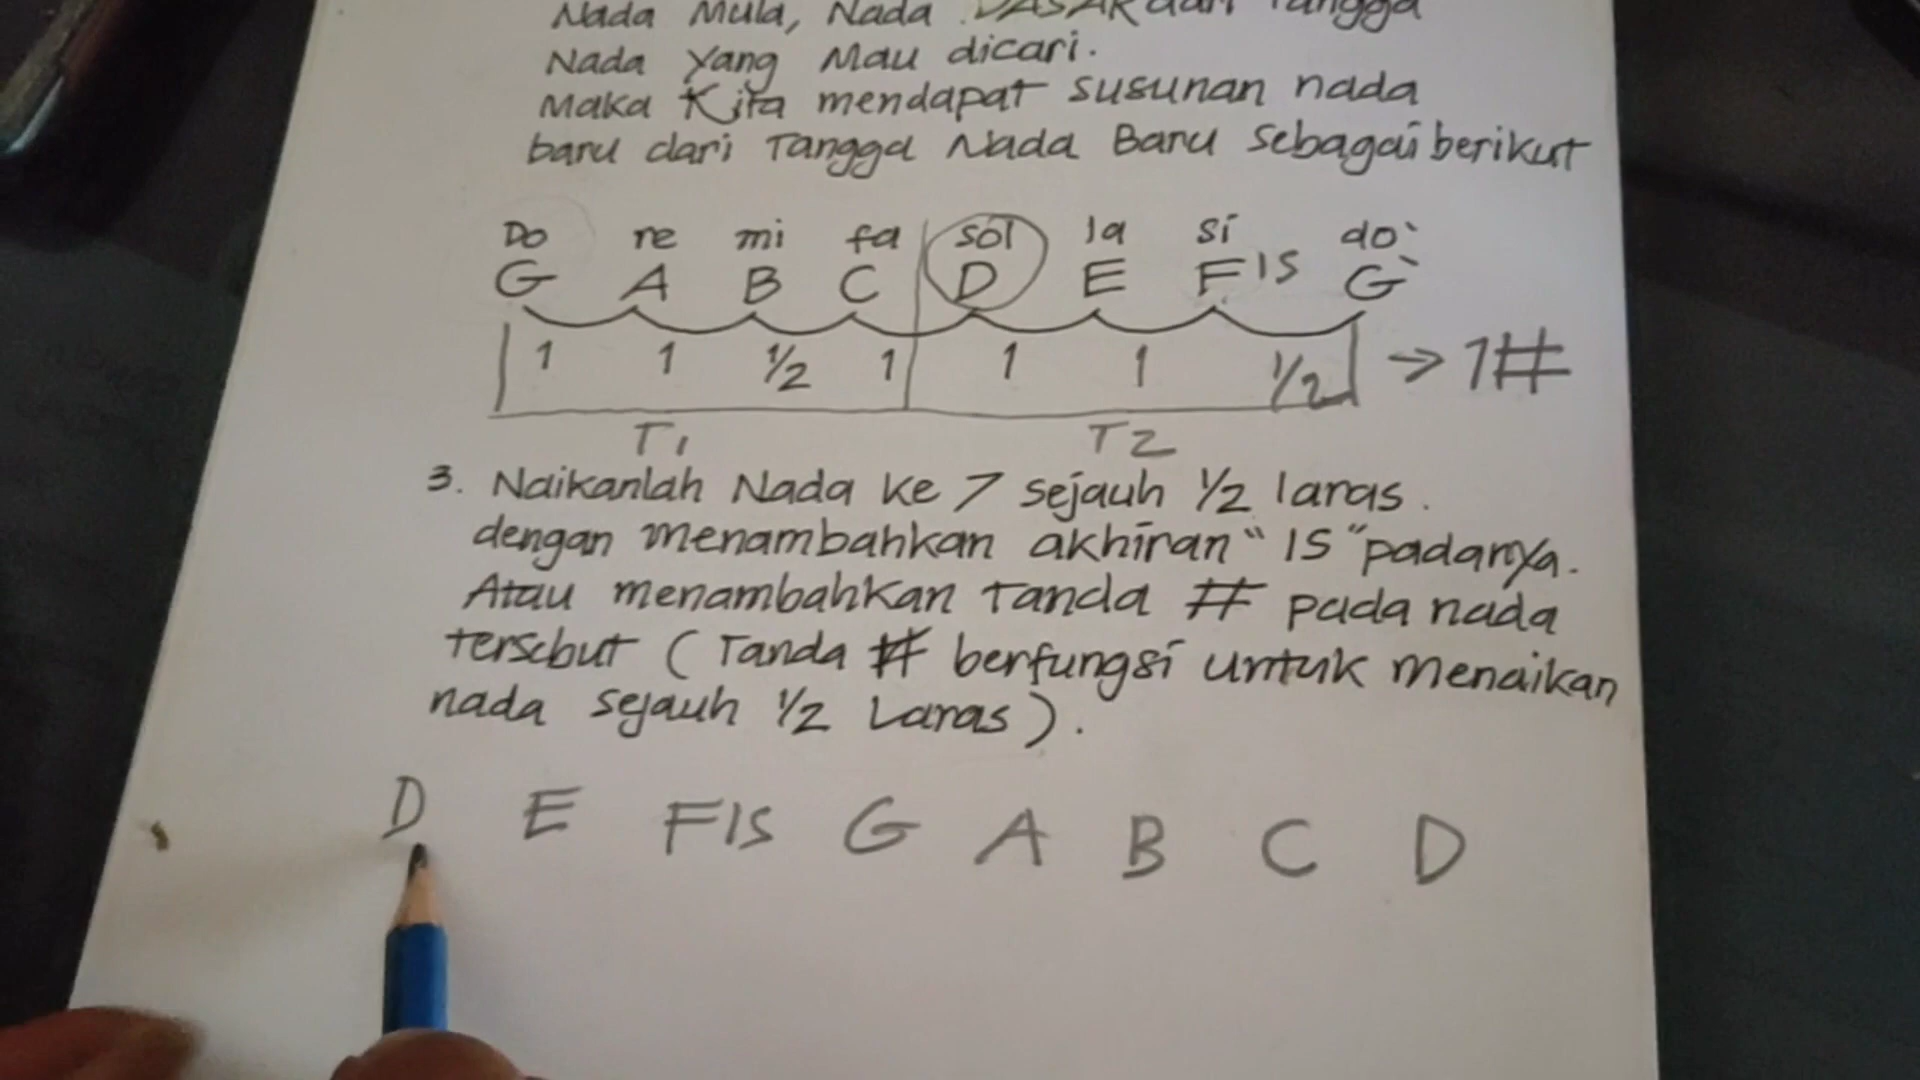 Nada Mula, Nada DASAR dari Tangga
Nada Yang Mau dicari.
Maka Kita mendapat susunan nada
baru dari Tangga Nada Baru Sebagai berikut
Do re mi fa sol la si do
G A B C D E FIS G
1 1 1/2 1 1 1 1/2 → 1#
T1 T2
3. Naikanlah Nada Ke 7 sejauh 1/2 laras.
dengan menambahkan akhiran "IS" padanya.
Atau menambahkan Tanda # pada nada
tersebut (Tanda # berfungsi untuk menaikan
nada sejauh 1/2 Laras).
D E FIS G A B C D